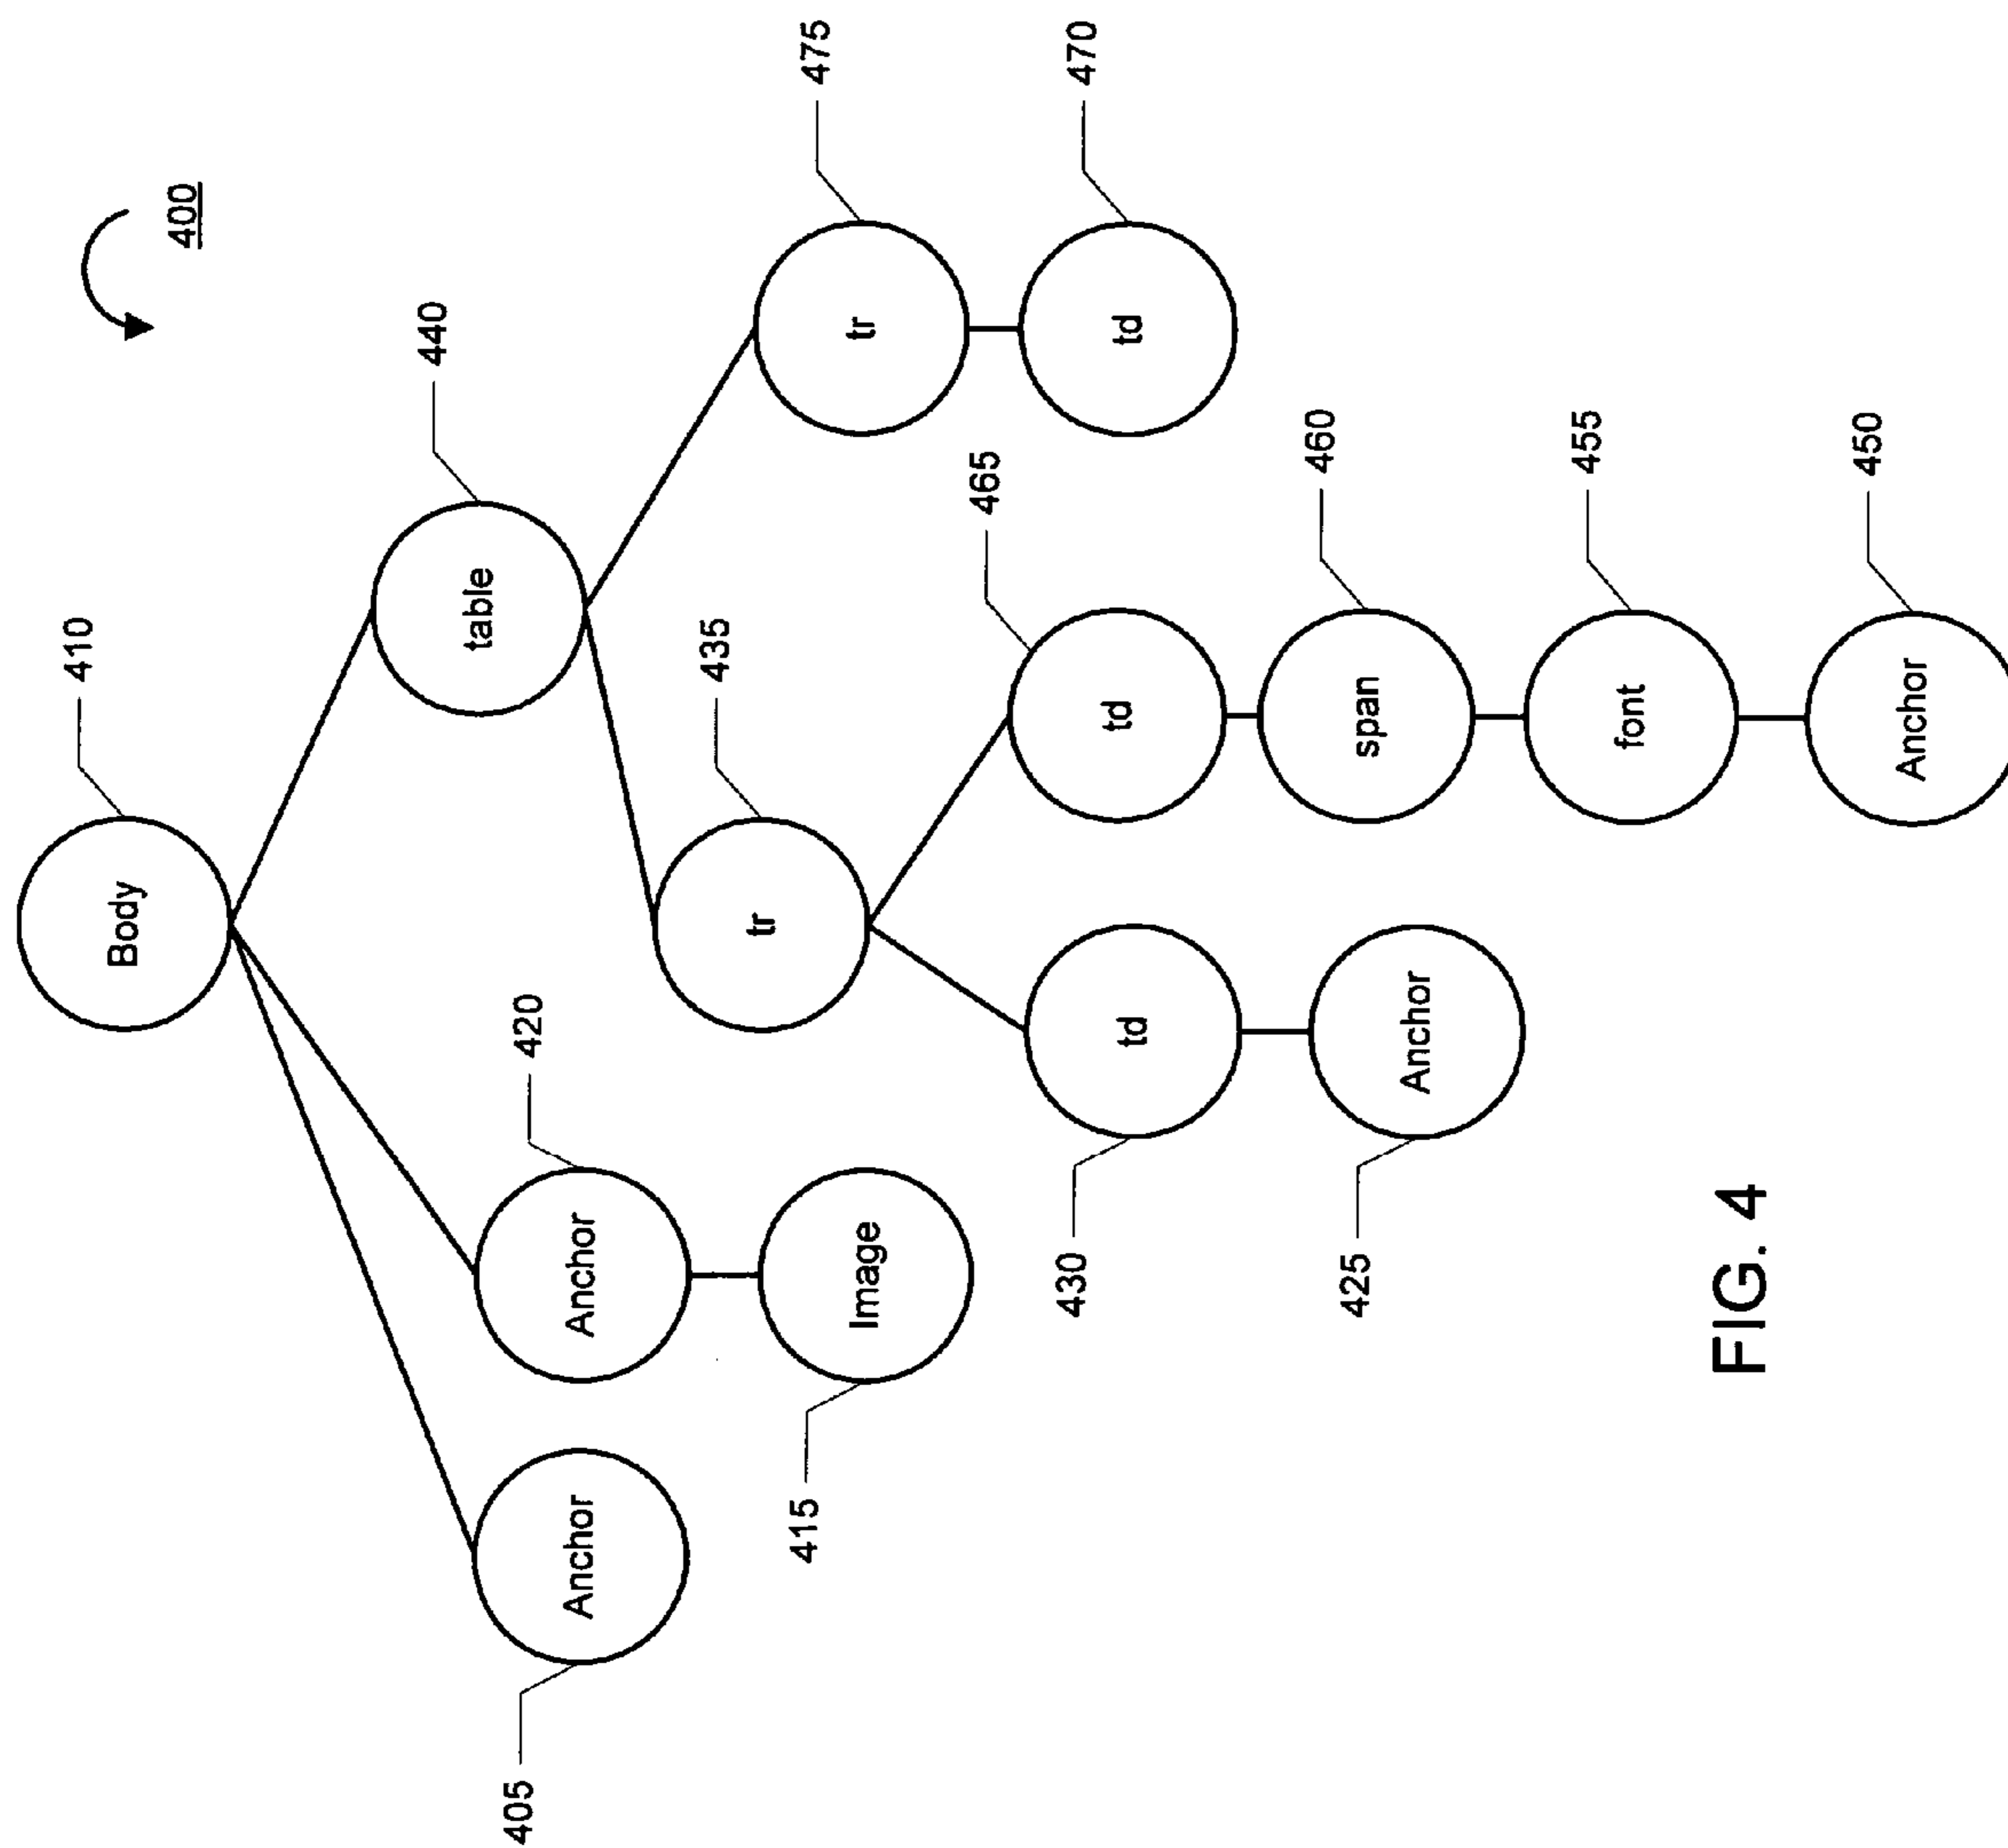 400
Body
410
table
440
Anchor
405
Anchor
420
Image
415
tr
435
tr
475
td
470
td
430
Anchor
425
td
465
span
460
font
455
Anchor
450
FIG. 4